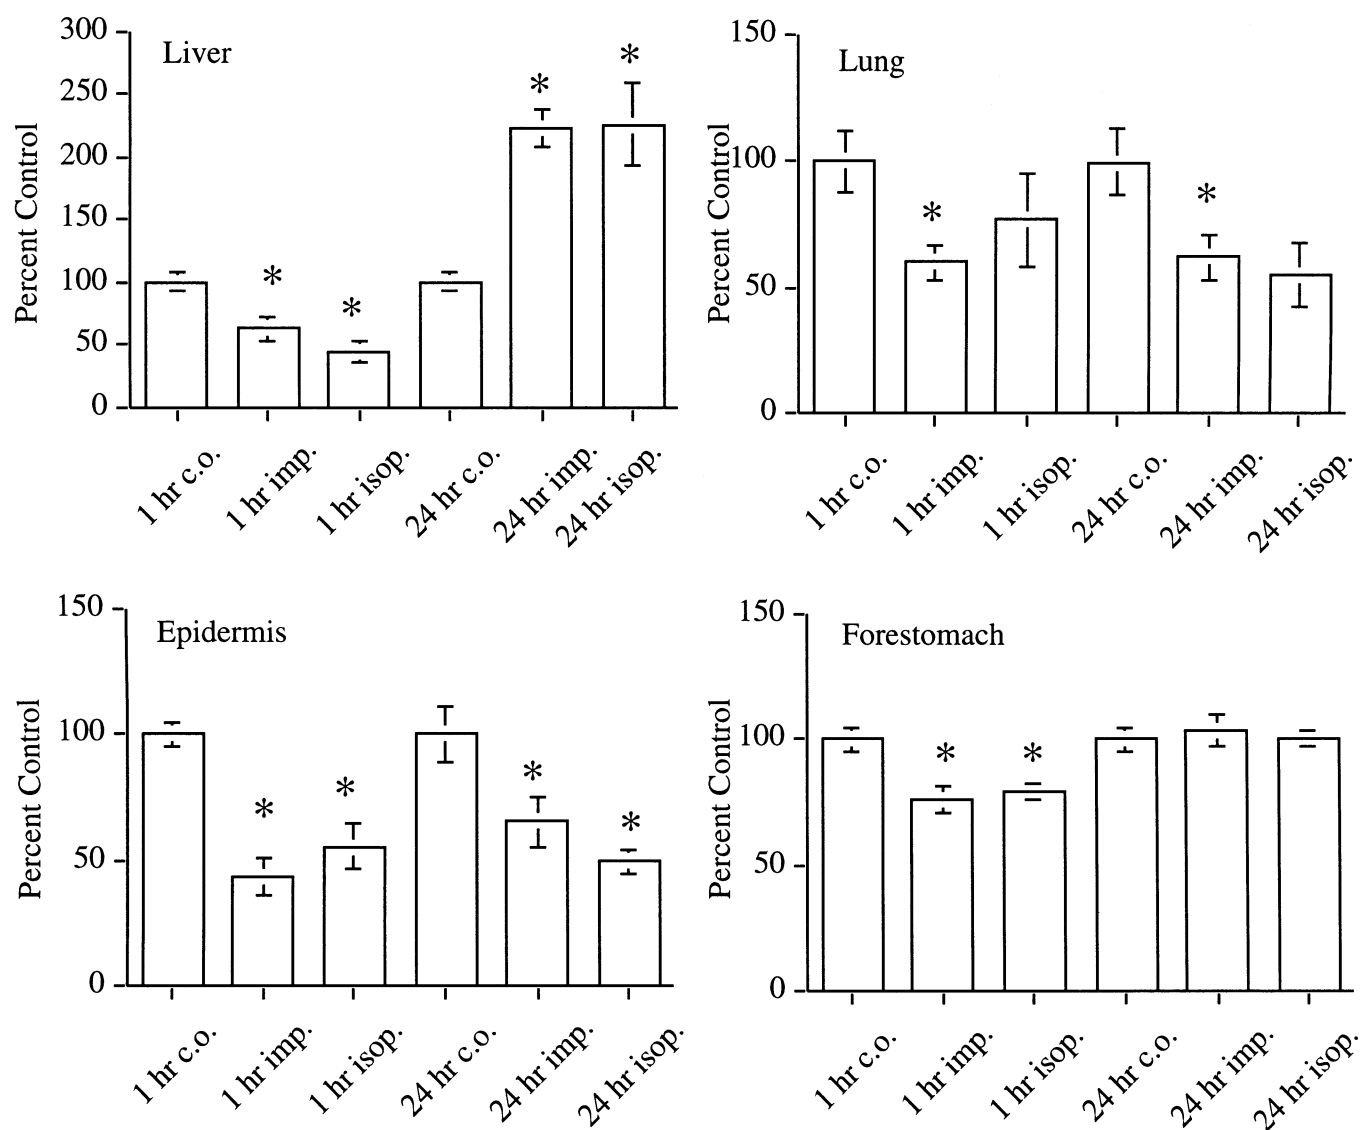 Liver
Percent Control
300
250
200
150
100
50
0
*
*
*
*
1 hr c.o.
1 hr imp.
1 hr isop.
24 hr c.o.
24 hr imp.
24 hr isop.
Lung
Percent Control
150
100
50
0
*
*
1 hr c.o.
1 hr imp.
1 hr isop.
24 hr c.o.
24 hr imp.
24 hr isop.
Epidermis
Percent Control
150
100
50
0
*
*
*
*
1 hr c.o.
1 hr imp.
1 hr isop.
24 hr c.o.
24 hr imp.
24 hr isop.
Forestomach
Percent Control
150
100
50
0
*
*
1 hr c.o.
1 hr imp.
1 hr isop.
24 hr c.o.
24 hr imp.
24 hr isop.